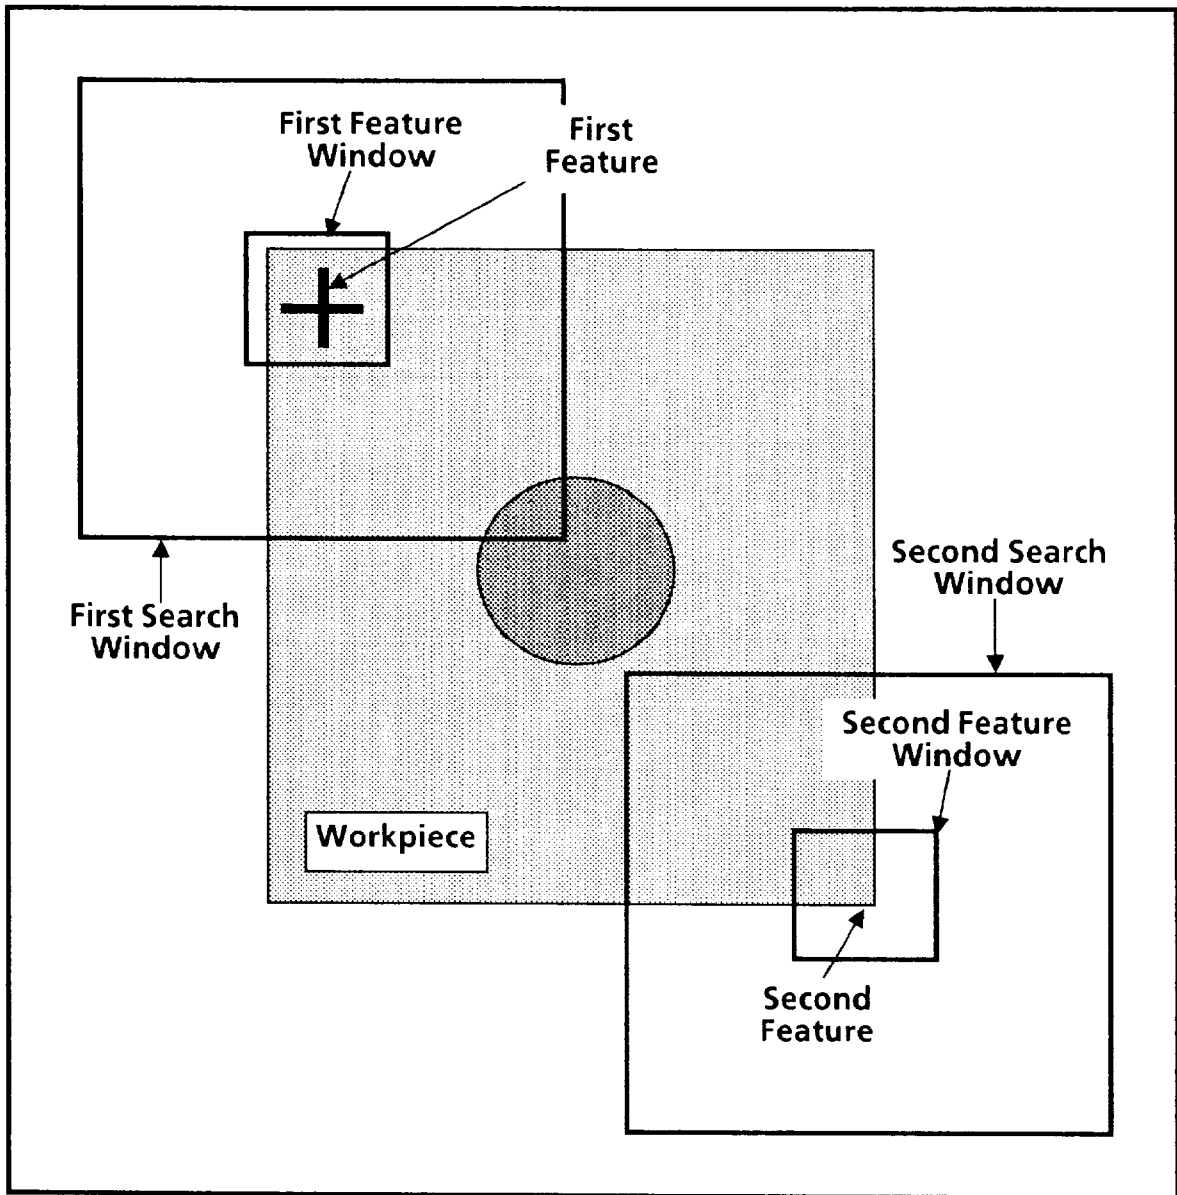 First Feature
Window
First
Feature
First Search
Window
Second Search
Window
Second Feature
Window
Workpiece
Second
Feature